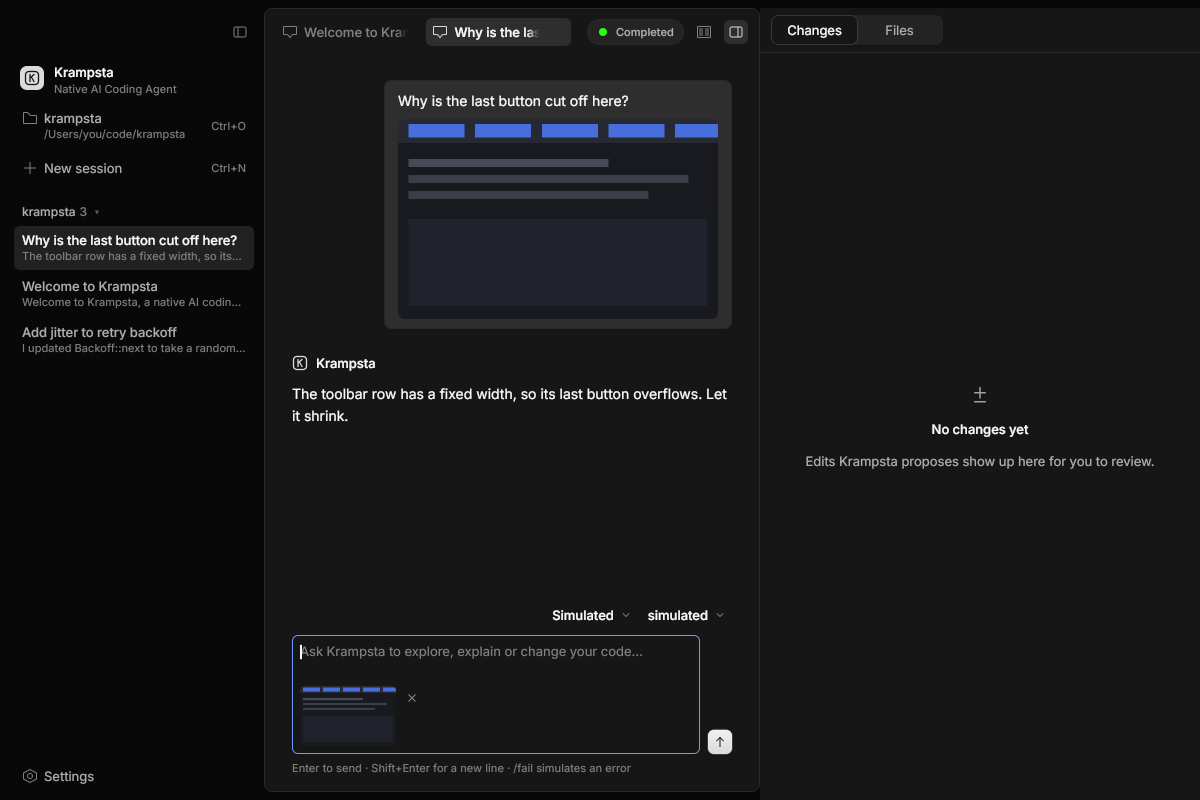 Welcome to Kra
Why is the la
Completed
Changes
Files
Krampsta
Native AI Coding Agent
krampsta
/Users/you/code/krampsta
Ctrl+O
New session
Ctrl+N
krampsta 3
Why is the last button cut off here?
The toolbar row has a fixed width, so its...
Welcome to Krampsta
Welcome to Krampsta, a native AI codin...
Add jitter to retry backoff
I updated Backoff::next to take a random...
Settings
Why is the last button cut off here?
K Krampsta
The toolbar row has a fixed width, so its last button overflows. Let
it shrink.
Simulated
simulated
Ask Krampsta to explore, explain or change your code...
Enter to send · Shift+Enter for a new line · /fail simulates an error
No changes yet
Edits Krampsta proposes show up here for you to review.